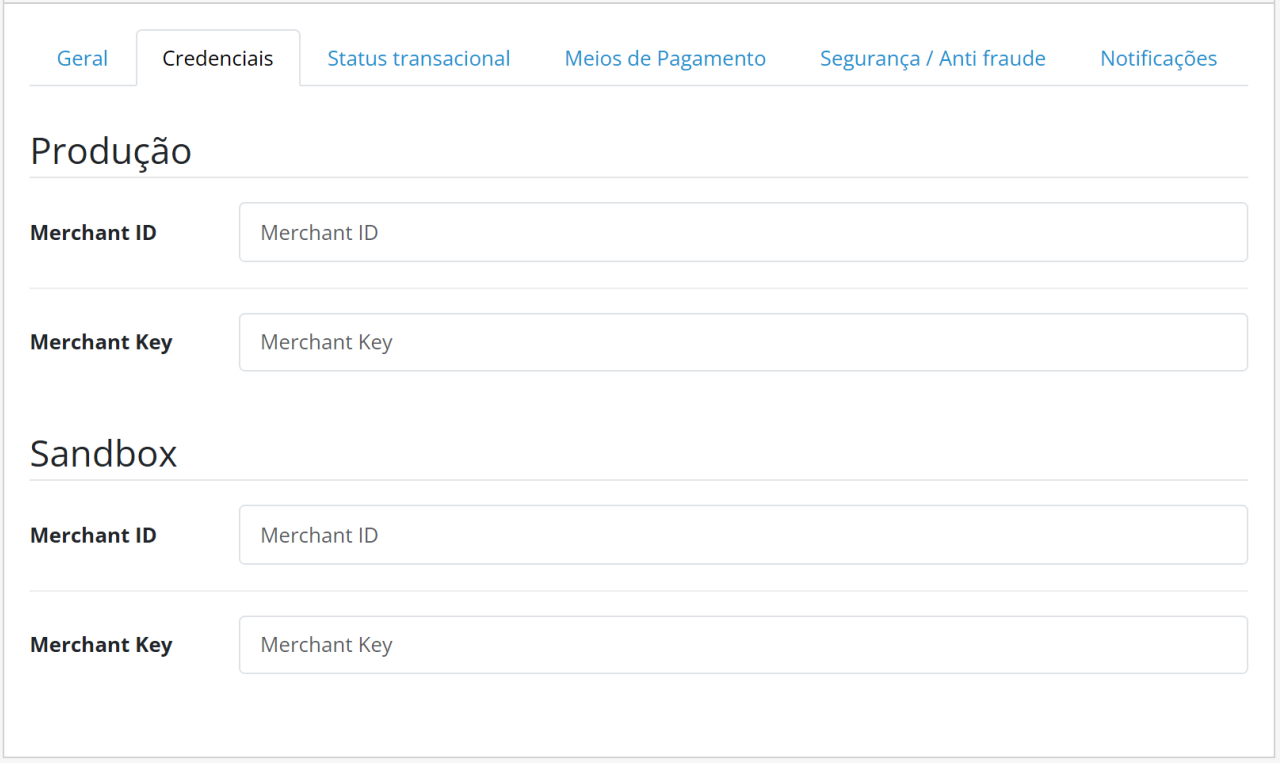 Geral Credenciais Status transacional Meios de Pagamento Segurança / Anti fraude Notificações
Produção
Merchant ID Merchant ID
Merchant Key Merchant Key
Sandbox
Merchant ID Merchant ID
Merchant Key Merchant Key